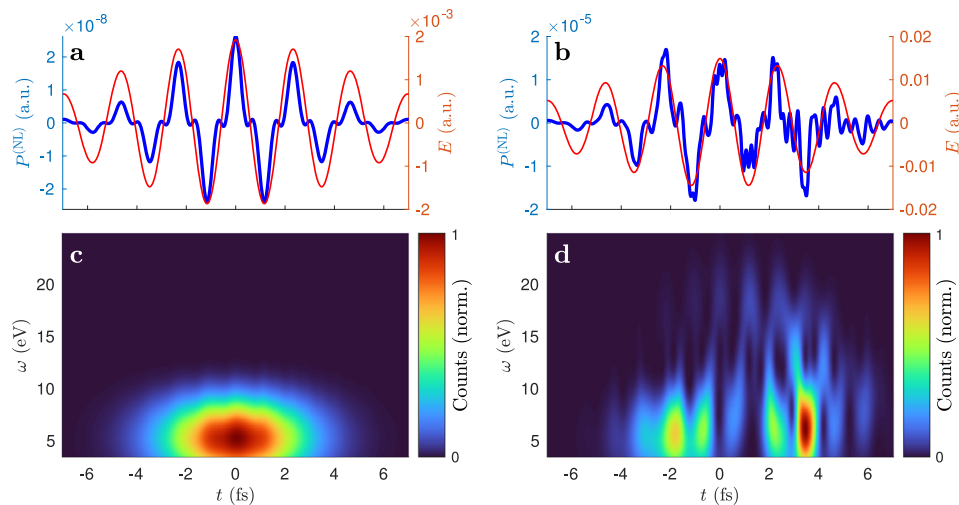 ×10⁻⁸ ×10⁻³ ×10⁻⁵
a b
2 1 0 -1 -2
P^(NL) (a.u.)
2 1 0 -1 -2
E (a.u.)
2 1 0 -1 -2
P^(NL) (a.u.)
0.02 0.01 0 -0.01 -0.02
E (a.u.)
c d
20 15 10 5
ω (eV)
-6 -4 -2 0 2 4 6
t (fs)
1 0
Counts (norm.)
20 15 10 5
ω (eV)
-6 -4 -2 0 2 4 6
t (fs)
1 0
Counts (norm.)